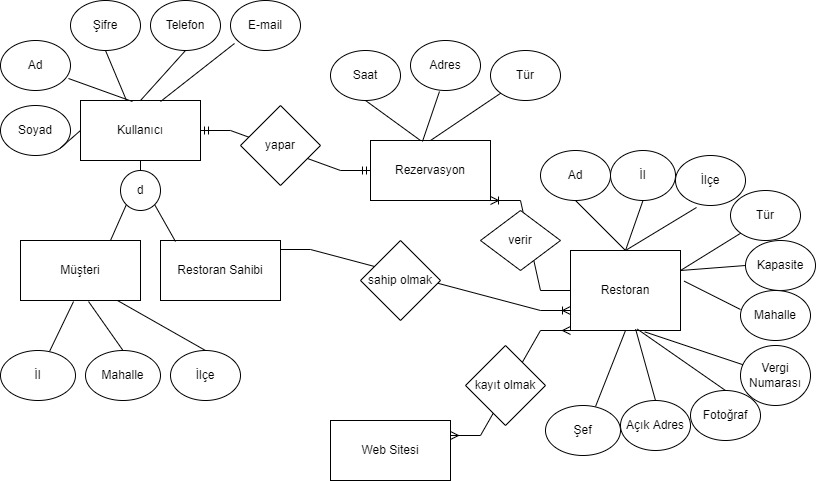 Şifre
Telefon
E-mail
Ad
Soyad
Kullanıcı
yapar
Saat
Adres
Tür
Rezervasyon
d
Müşteri
Restoran Sahibi
İl
Mahalle
İlçe
sahip olmak
verir
Ad
İl
İlçe
Tür
Kapasite
Mahalle
Restoran
kayıt olmak
Web Sitesi
Şef
Açık Adres
Fotoğraf
Vergi
Numarası